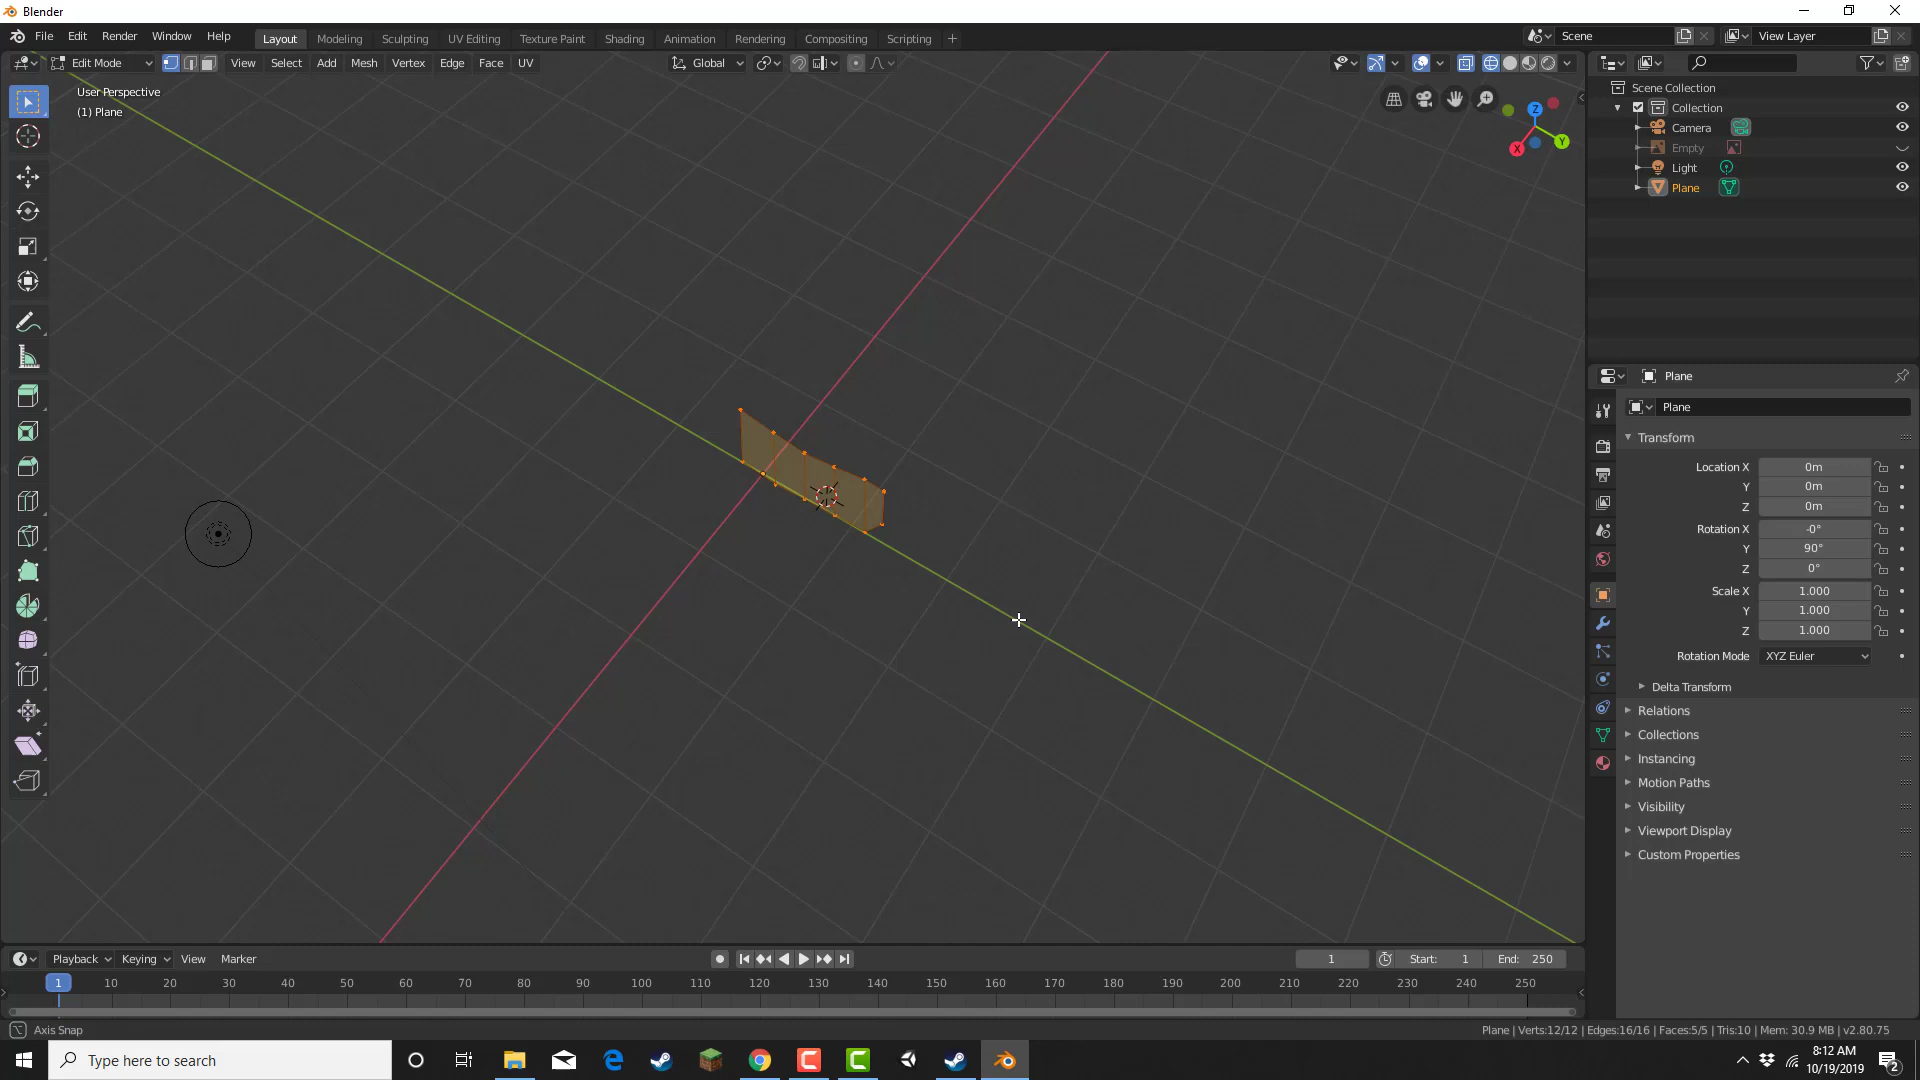 Blender
File Edit Render Window Help Layout Modeling Sculpting UV Editing Texture Paint Shading Animation Rendering Compositing Scripting + Scene View Layer
Edit Mode View Select Add Mesh Vertex Edge Face UV Global
User Perspective
(1) Plane
Z
Y
X
Scene Collection
Collection
Camera
Empty
Light
Plane
Plane
Plane
Transform
Location X 0m
Y 0m
Z 0m
Rotation X -0°
Y 90°
Z 0°
Scale X 1.000
Y 1.000
Z 1.000
Rotation Mode XYZ Euler
Delta Transform
Relations
Collections
Instancing
Motion Paths
Visibility
Viewport Display
Custom Properties
Playback Keying View Marker 1 Start: 1 End: 250
1 10 20 30 40 50 60 70 80 90 100 110 120 130 140 150 160 170 180 190 200 210 220 230 240 250
Axis Snap Plane | Verts:12/12 | Edges:16/16 | Faces:5/5 | Tris:10 | Mem: 30.9 MB | v2.80.75
Type here to search
8:12 AM
10/19/2019
2